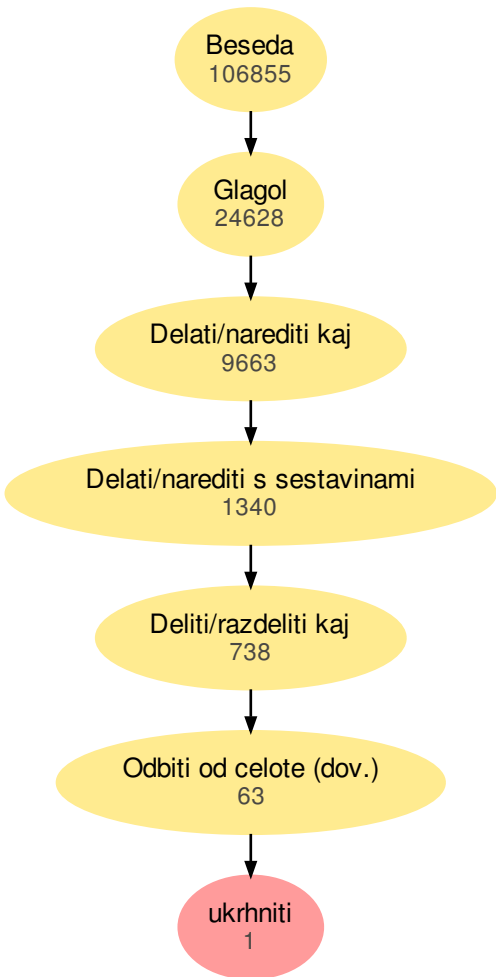 Beseda
106855
Glagol
24628
Delati/narediti kaj
9663
Delati/narediti s sestavinami
1340
Deliti/razdeliti kaj
738
Odbiti od celote (dov.)
63
ukrhniti
1